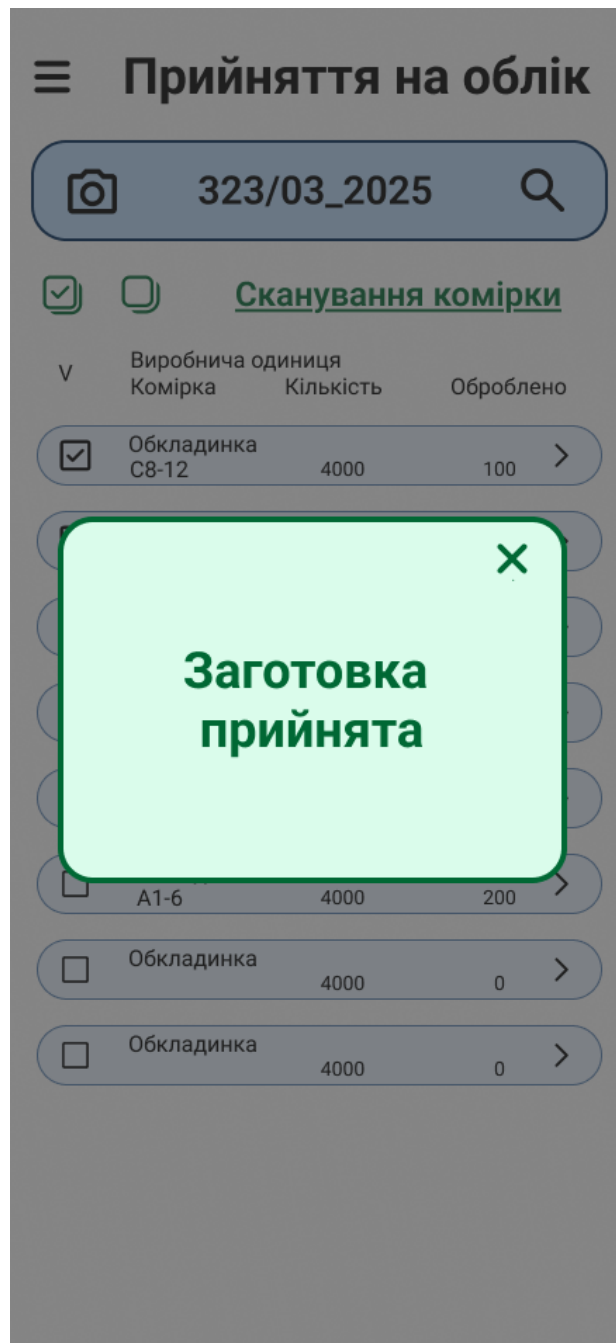 Прийняття на облік
323/03_2025
Сканування комірки
V Виробнича одиниця
Комірка Кількість Оброблено
Обкладинка
C8-12 4000 100
Заготовка
прийнята
A1-6 4000 200
Обкладинка
4000 0
Обкладинка
4000 0